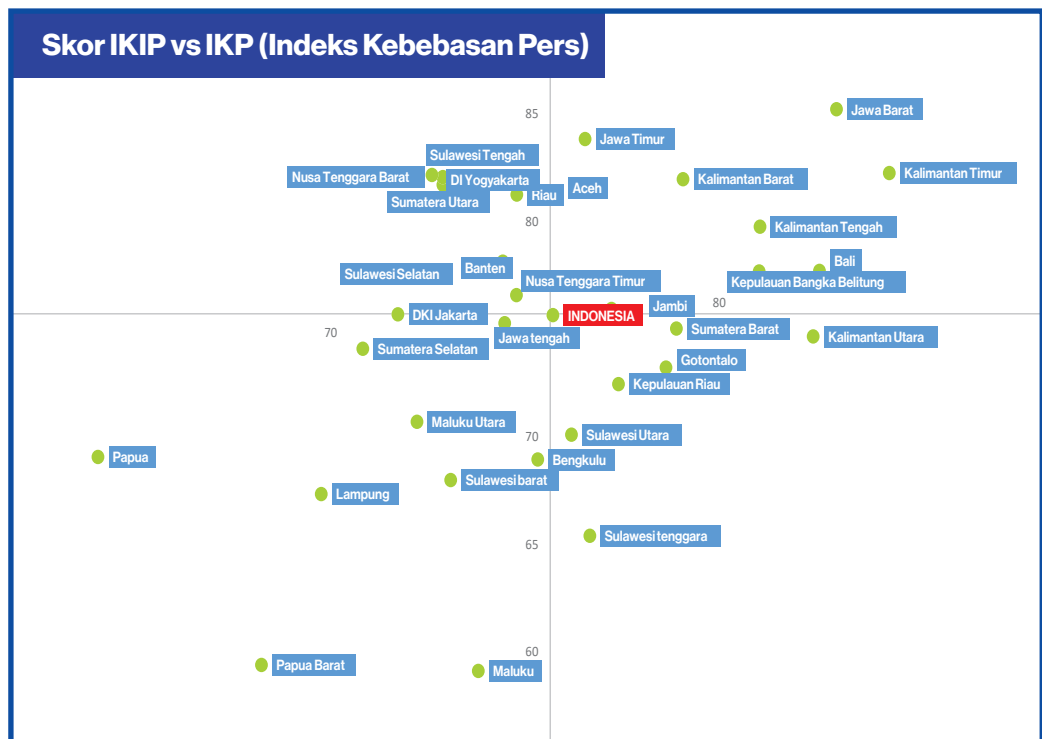 Skor IKIP vs IKP (Indeks Kebebasan Pers)
85
Jawa Barat
Jawa Timur
Sulawesi Tengah
Nusa Tenggara Barat
DI Yogyakarta
Kalimantan Barat
Kalimantan Timur
Sumatera Utara
Riau
Aceh
80
Kalimantan Tengah
Bali
Sulawesi Selatan
Banten
Nusa Tenggara Timur
Kepulauan Bangka Belitung
80
Jambi
DKI Jakarta
INDONESIA
70
Jawa tengah
Sumatera Barat
Kalimantan Utara
Sumatera Selatan
Gotontalo
Kepulauan Riau
Maluku Utara
70
Sulawesi Utara
Papua
Bengkulu
Sulawesi barat
Lampung
Sulawesi tenggara
65
60
Papua Barat
Maluku